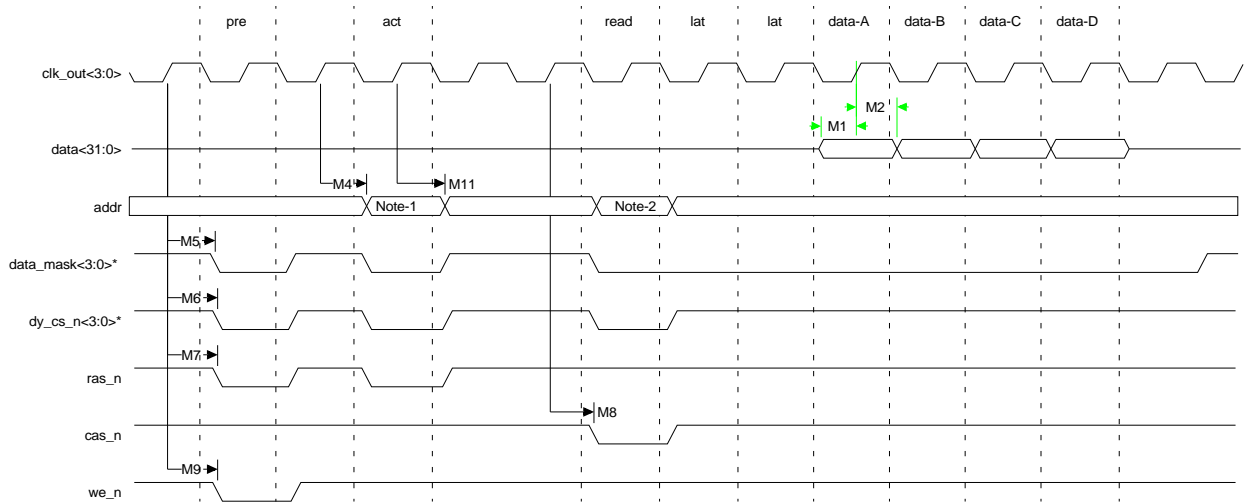 pre act read lat lat data-A data-B data-C data-D
clk_out<3:0>
M2
M1
data<31:0>
M4 M11
addr Note-1 Note-2
M5
data_mask<3:0>*
M6
dy_cs_n<3:0>*
M7
ras_n
M8
cas_n
M9
we_n